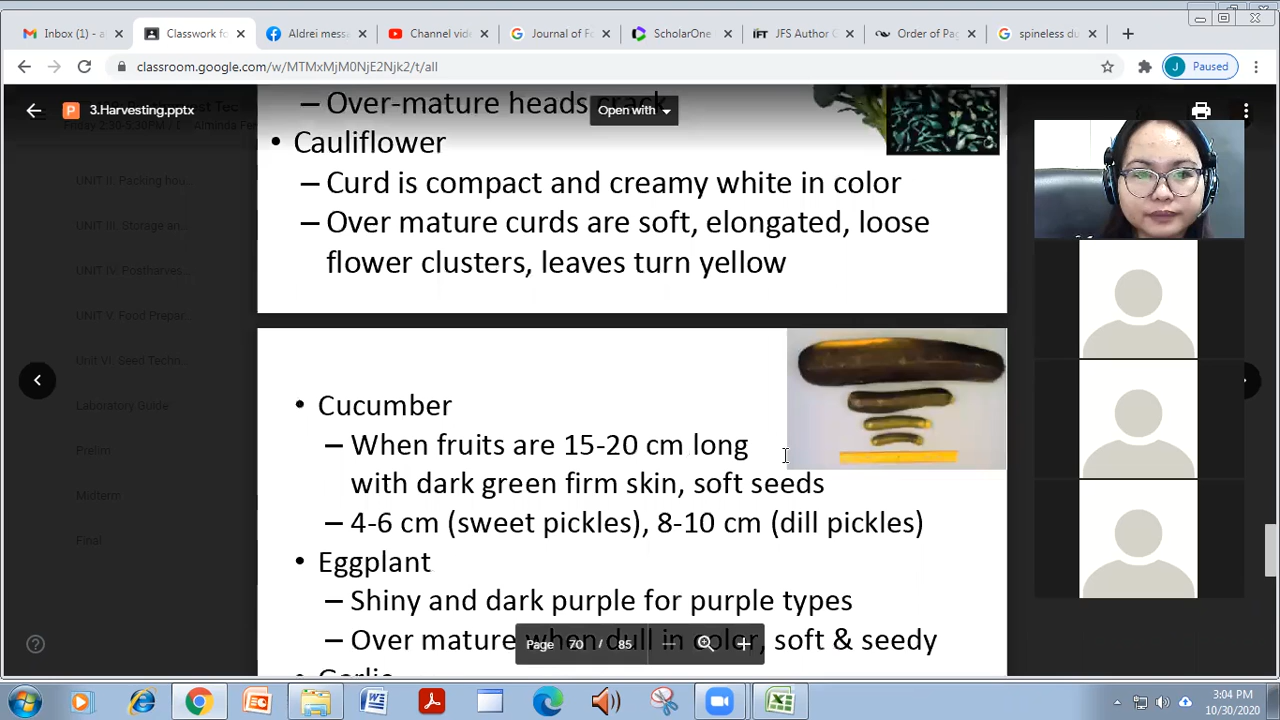 Inbox (1) - a
Classwork fo
Aldrei mess
Channel vid
Journal of Fo
ScholarOne
JFS Author G
Order of Pap
spineless du
classroom.google.com/w/MTMxMjM0NjE2Njk2/t/all
J Paused
3.Harvesting.pptx
Open with
UNIT II. Packing hou...
UNIT III. Storage an...
UNIT IV. Postharves...
UNIT V. Food Prepar...
Unit VI. Seed Techn...
Laboratory Guide
Prelim
Midterm
Final
– Over-mature heads crack
• Cauliflower
– Curd is compact and creamy white in color
– Over mature curds are soft, elongated, loose
flower clusters, leaves turn yellow
• Cucumber
– When fruits are 15-20 cm long
with dark green firm skin, soft seeds
– 4-6 cm (sweet pickles), 8-10 cm (dill pickles)
• Eggplant
– Shiny and dark purple for purple types
– Over mature when dull in color, soft & seedy
• Garlic
Page 70 / 85
3:04 PM
10/30/2020